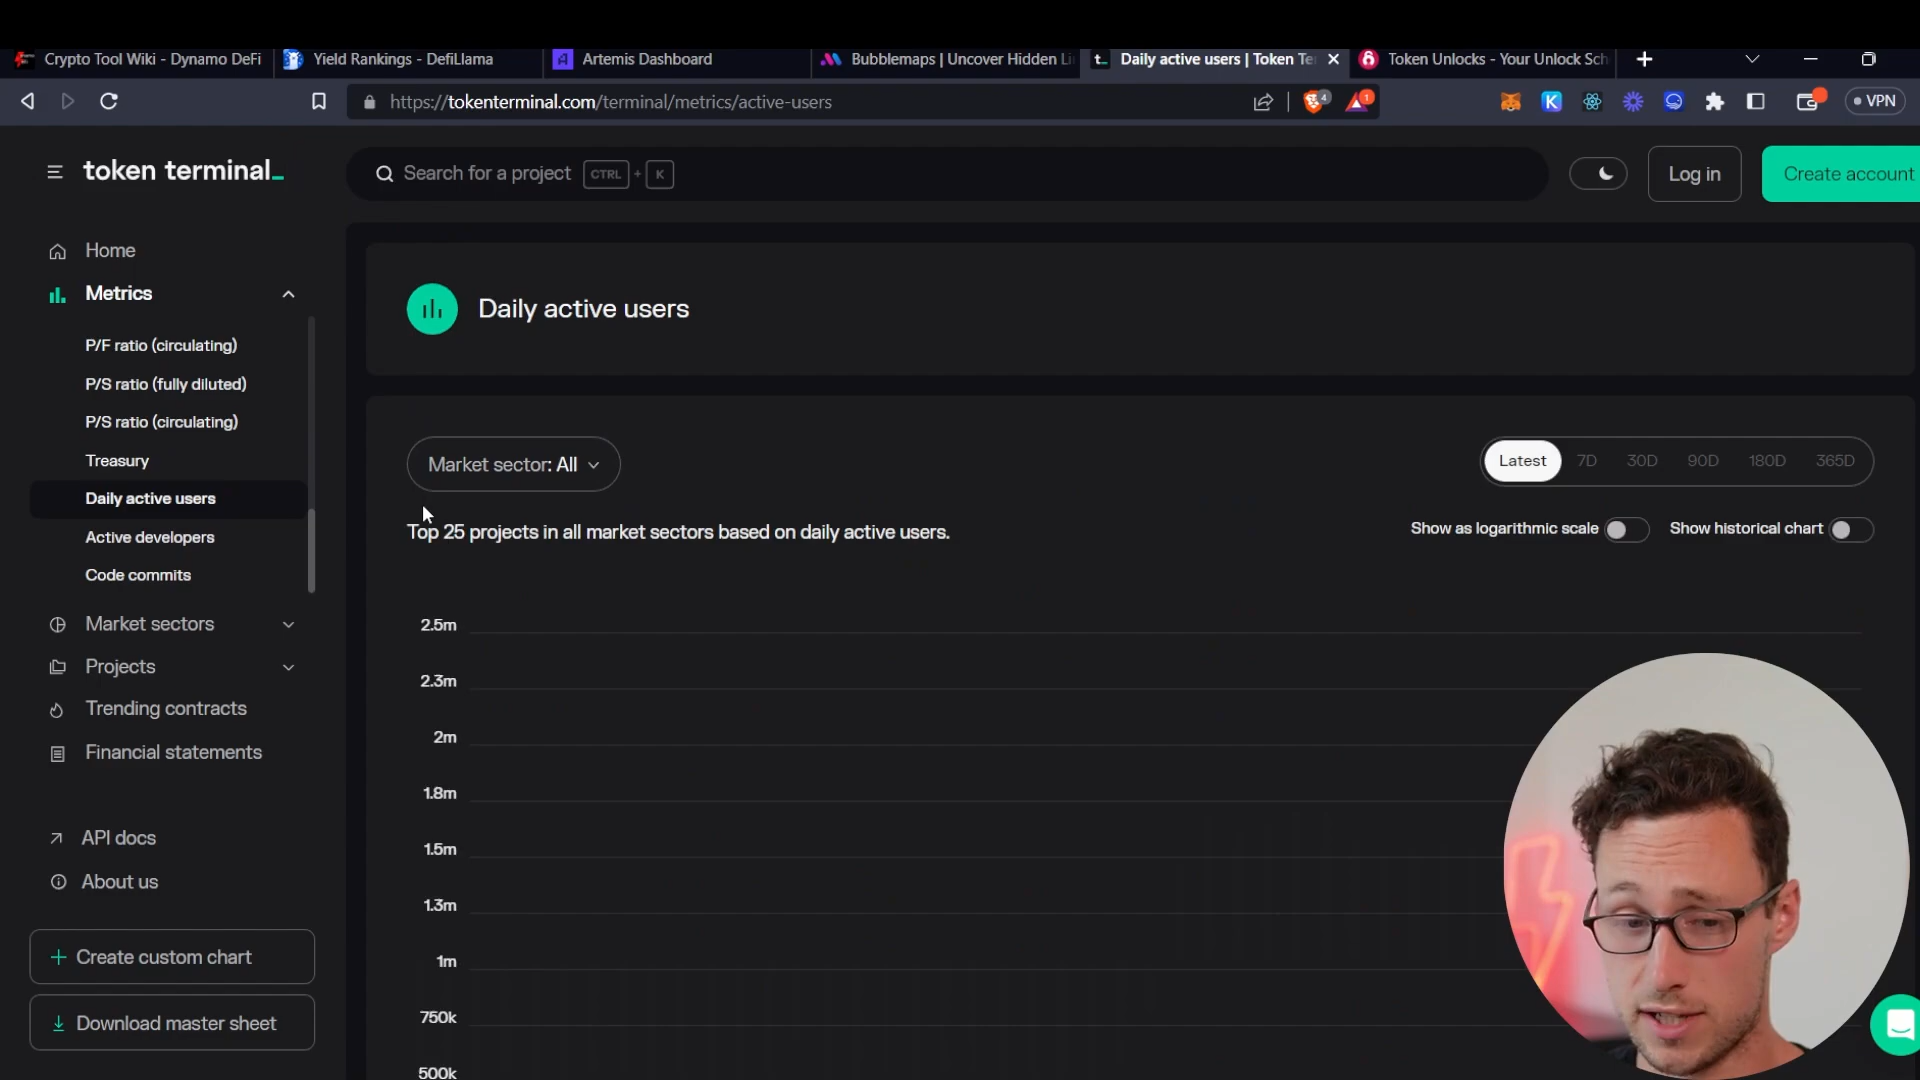 Crypto Tool Wiki - Dynamo DeFi
Yield Rankings - DefiLlama
Artemis Dashboard
Bubblemaps | Uncover Hidden Li
Daily active users | Token Te
Token Unlocks - Your Unlock Sch
https://tokenterminal.com/terminal/metrics/active-users
4
1
K
VPN
token terminal_
Search for a project CTRL + K
Log in
Create account
Home
Metrics
P/F ratio (circulating)
P/S ratio (fully diluted)
P/S ratio (circulating)
Treasury
Daily active users
Active developers
Code commits
Market sectors
Projects
Trending contracts
Financial statements
API docs
About us
Create custom chart
Download master sheet
Daily active users
Market sector: All
Latest 7D 30D 90D 180D 365D
Top 25 projects in all market sectors based on daily active users.
Show as logarithmic scale
Show historical chart
2.5m
2.3m
2m
1.8m
1.5m
1.3m
1m
750k
500k